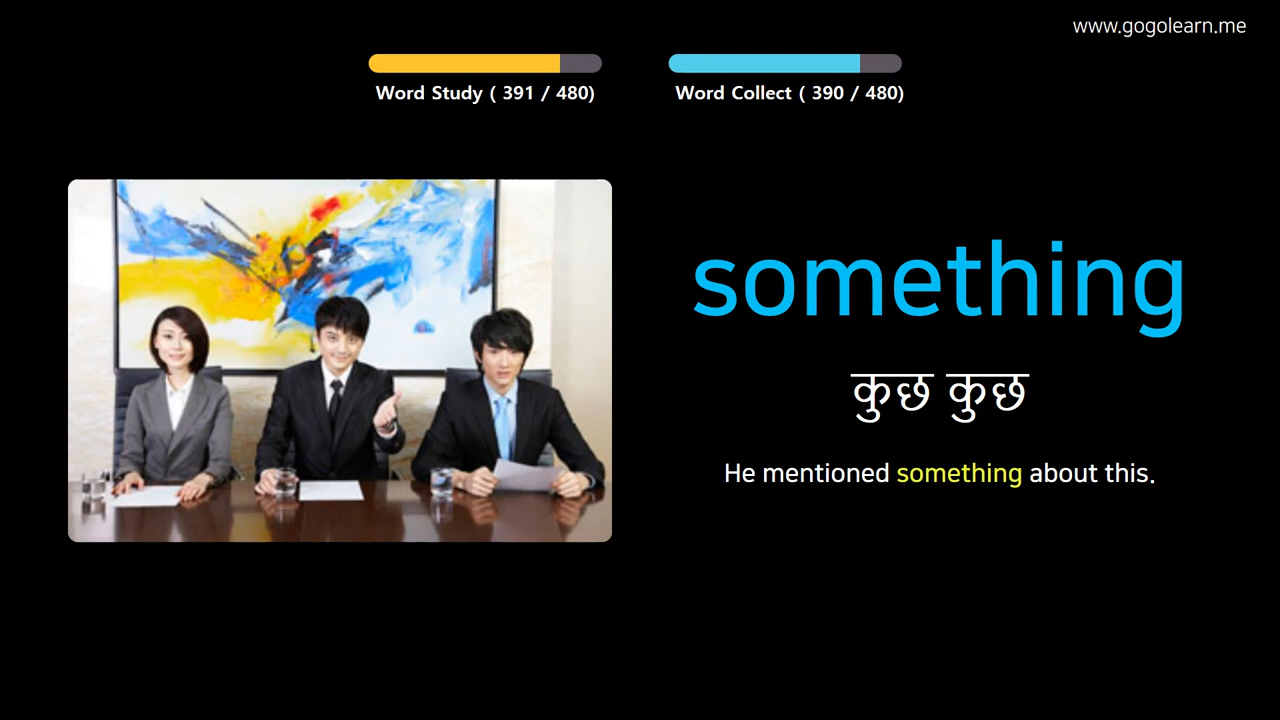 www.gogolearn.me
Word Study ( 391 / 480)
Word Collect ( 390 / 480)
something
कुछ कुछ
He mentioned something about this.